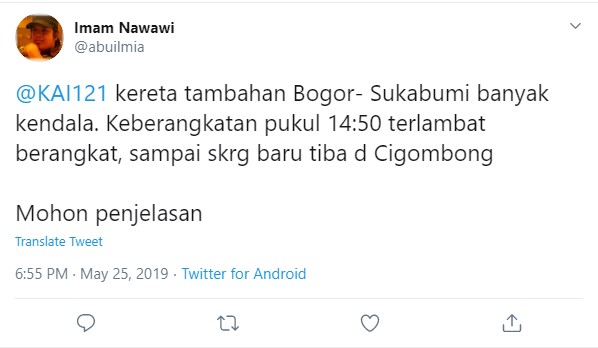 Imam Nawawi
@abuilmia
@KAI121 kereta tambahan Bogor- Sukabumi banyak
kendala. Keberangkatan pukul 14:50 terlambat
berangkat, sampai skrg baru tiba d Cigombong
Mohon penjelasan
Translate Tweet
6:55 PM · May 25, 2019 · Twitter for Android